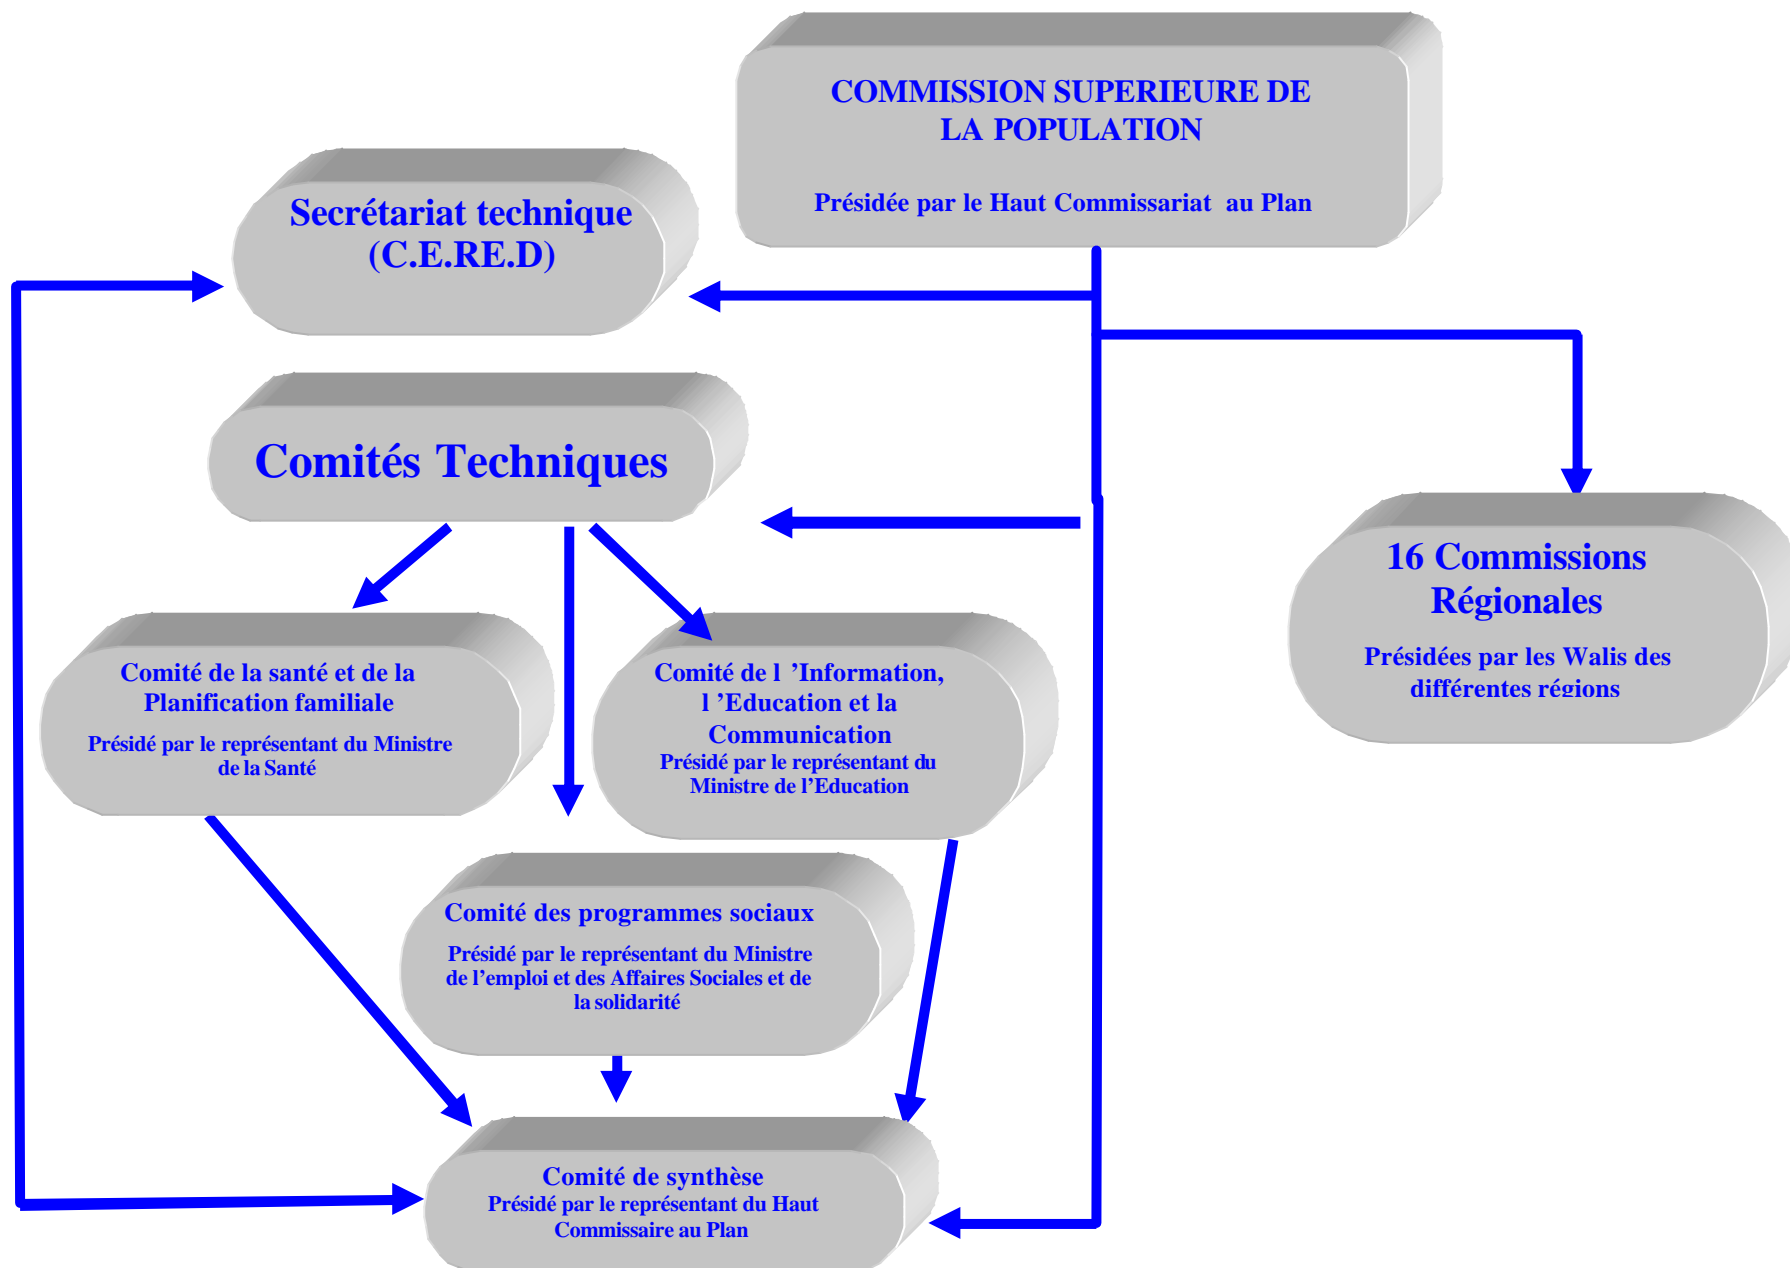 COMMISSION SUPERIEURE DE
LA POPULATION
Présidée par le Haut Commissariat au Plan
Secrétariat technique
(C.E.RE.D)
Comités Techniques
16 Commissions
Régionales
Présidées par les Walis des
différentes régions
Comité de la santé et de la
Planification familiale
Présidé par le représentant du Ministre
de la Santé
Comité de l ’Information,
l ’Education et la
Communication
Présidé par le représentant du
Ministre de l’Education
Comité des programmes sociaux
Présidé par le représentant du Ministre
de l’emploi et des Affaires Sociales et de
la solidarité
Comité de synthèse
Présidé par le représentant du Haut
Commissaire au Plan